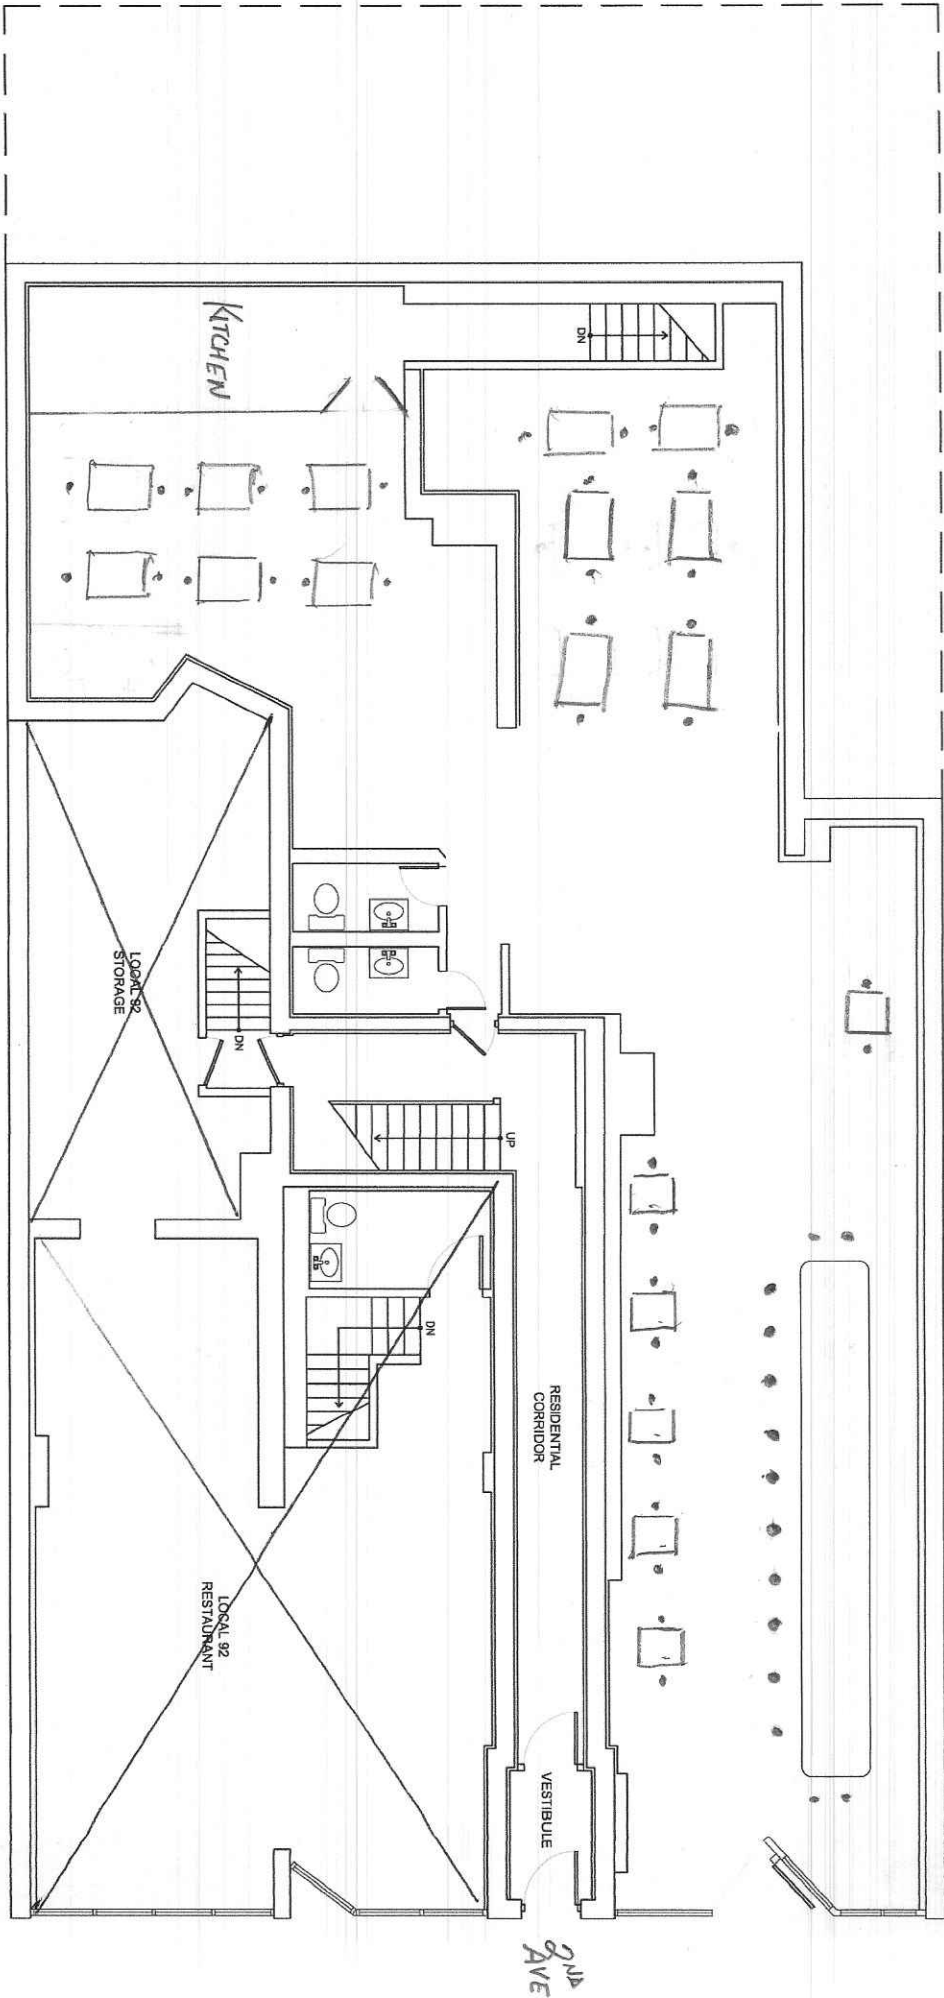 KITCHEN
DN
LOCAL 92
STORAGE
DN
UP
DN
RESIDENTIAL
CORRIDOR
LOCAL 92
RESTAURANT
VESTIBULE
2ND
AVE